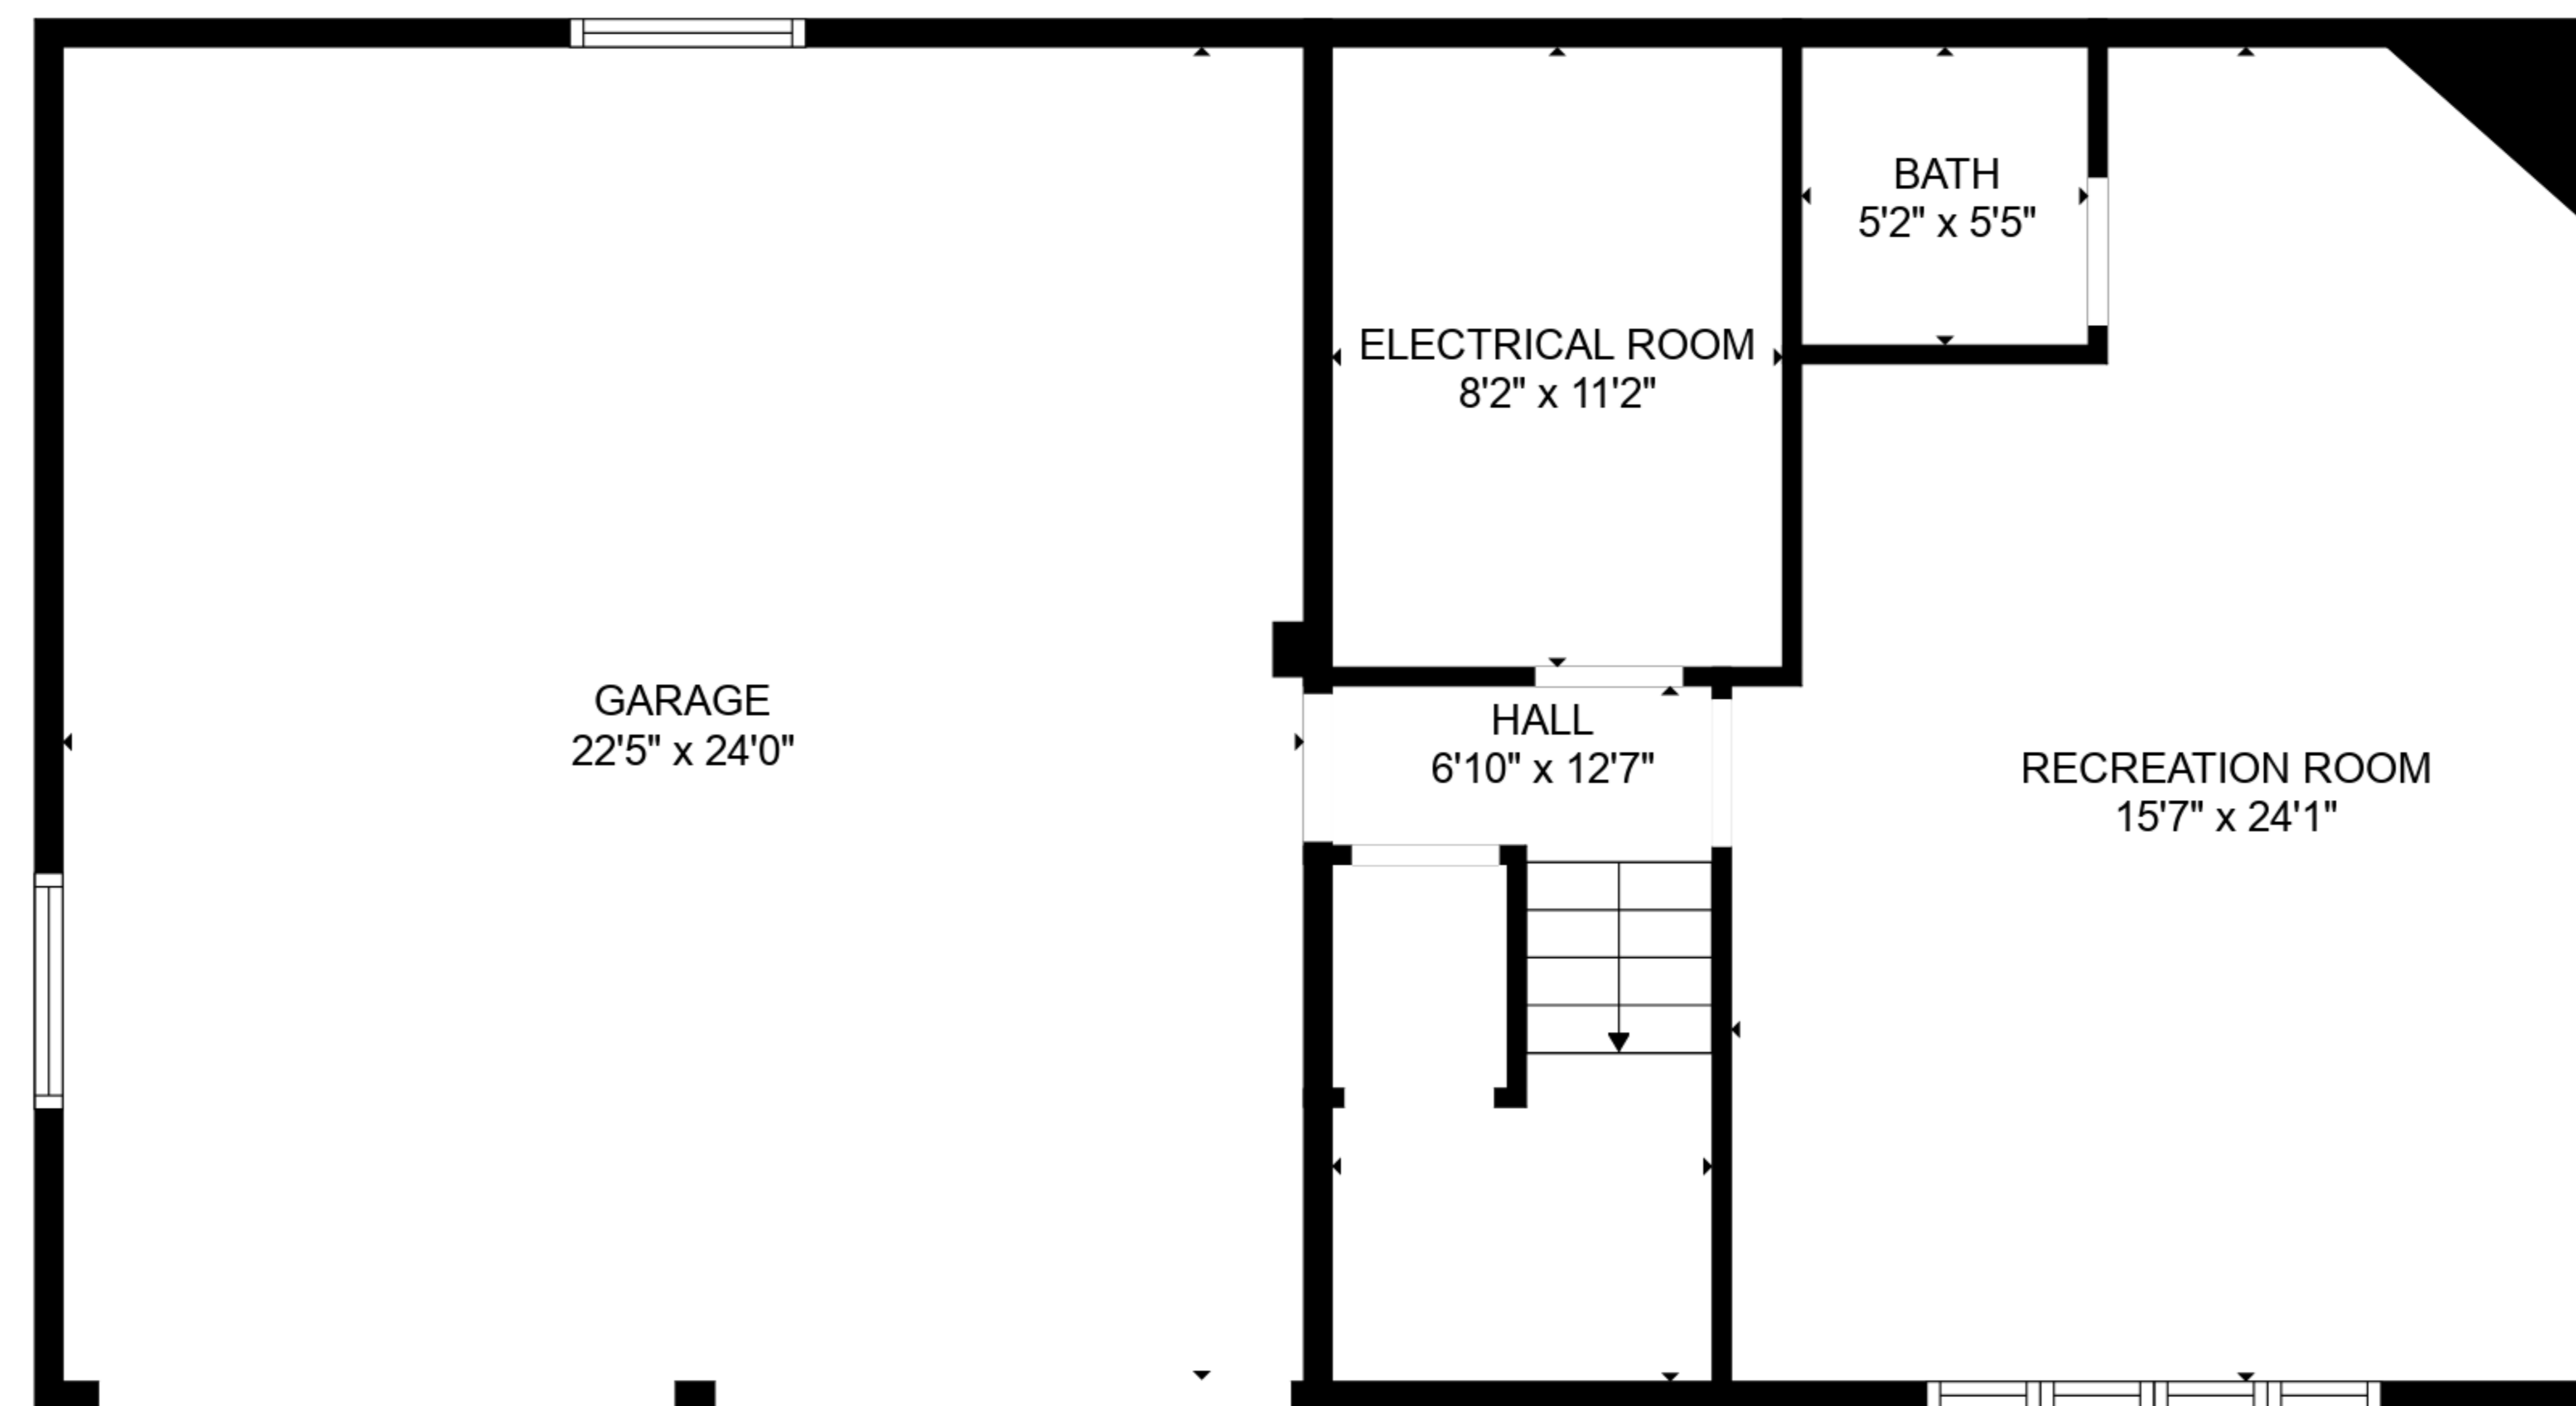 BATH
5'2" x 5'5"
ELECTRICAL ROOM
8'2" x 11'2"
GARAGE
22'5" x 24'0"
HALL
6'10" x 12'7"
RECREATION ROOM
15'7" x 24'1"